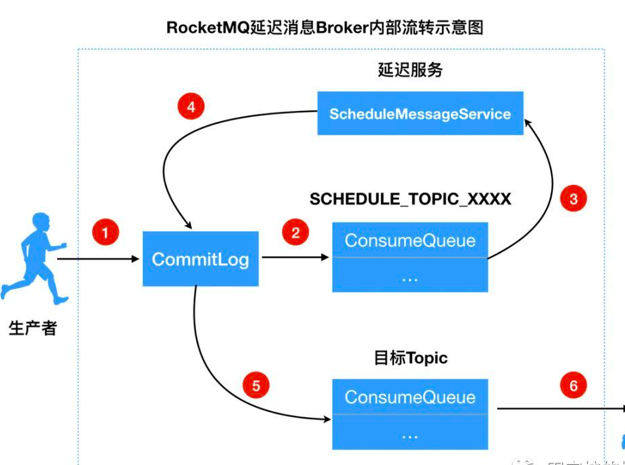 RocketMQ延迟消息Broker内部流转示意图
延迟服务
4
ScheduleMessageService
SCHEDULE_TOPIC_XXXX
3
1
2
ConsumeQueue
CommitLog
...
生产者
目标Topic
5
ConsumeQueue
6
...